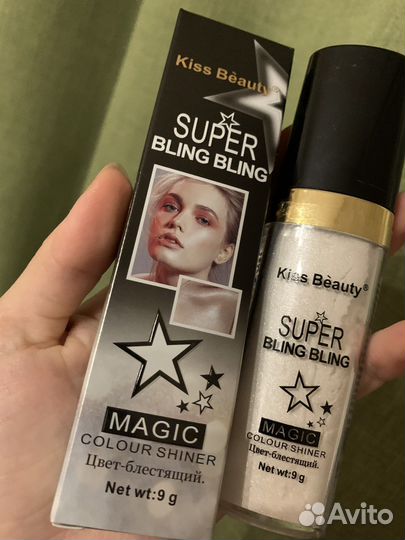 Kiss Bèauty®
SUPER
BLING BLING
MAGIC
COLOUR SHINER
Цвет-блестящий.
Net wt:9 g
Kiss Bèauty®
SUPER
BLING BLING
MAGIC
COLOUR SHINER
Цвет-блестящий.
Net wt:9 g
Avito